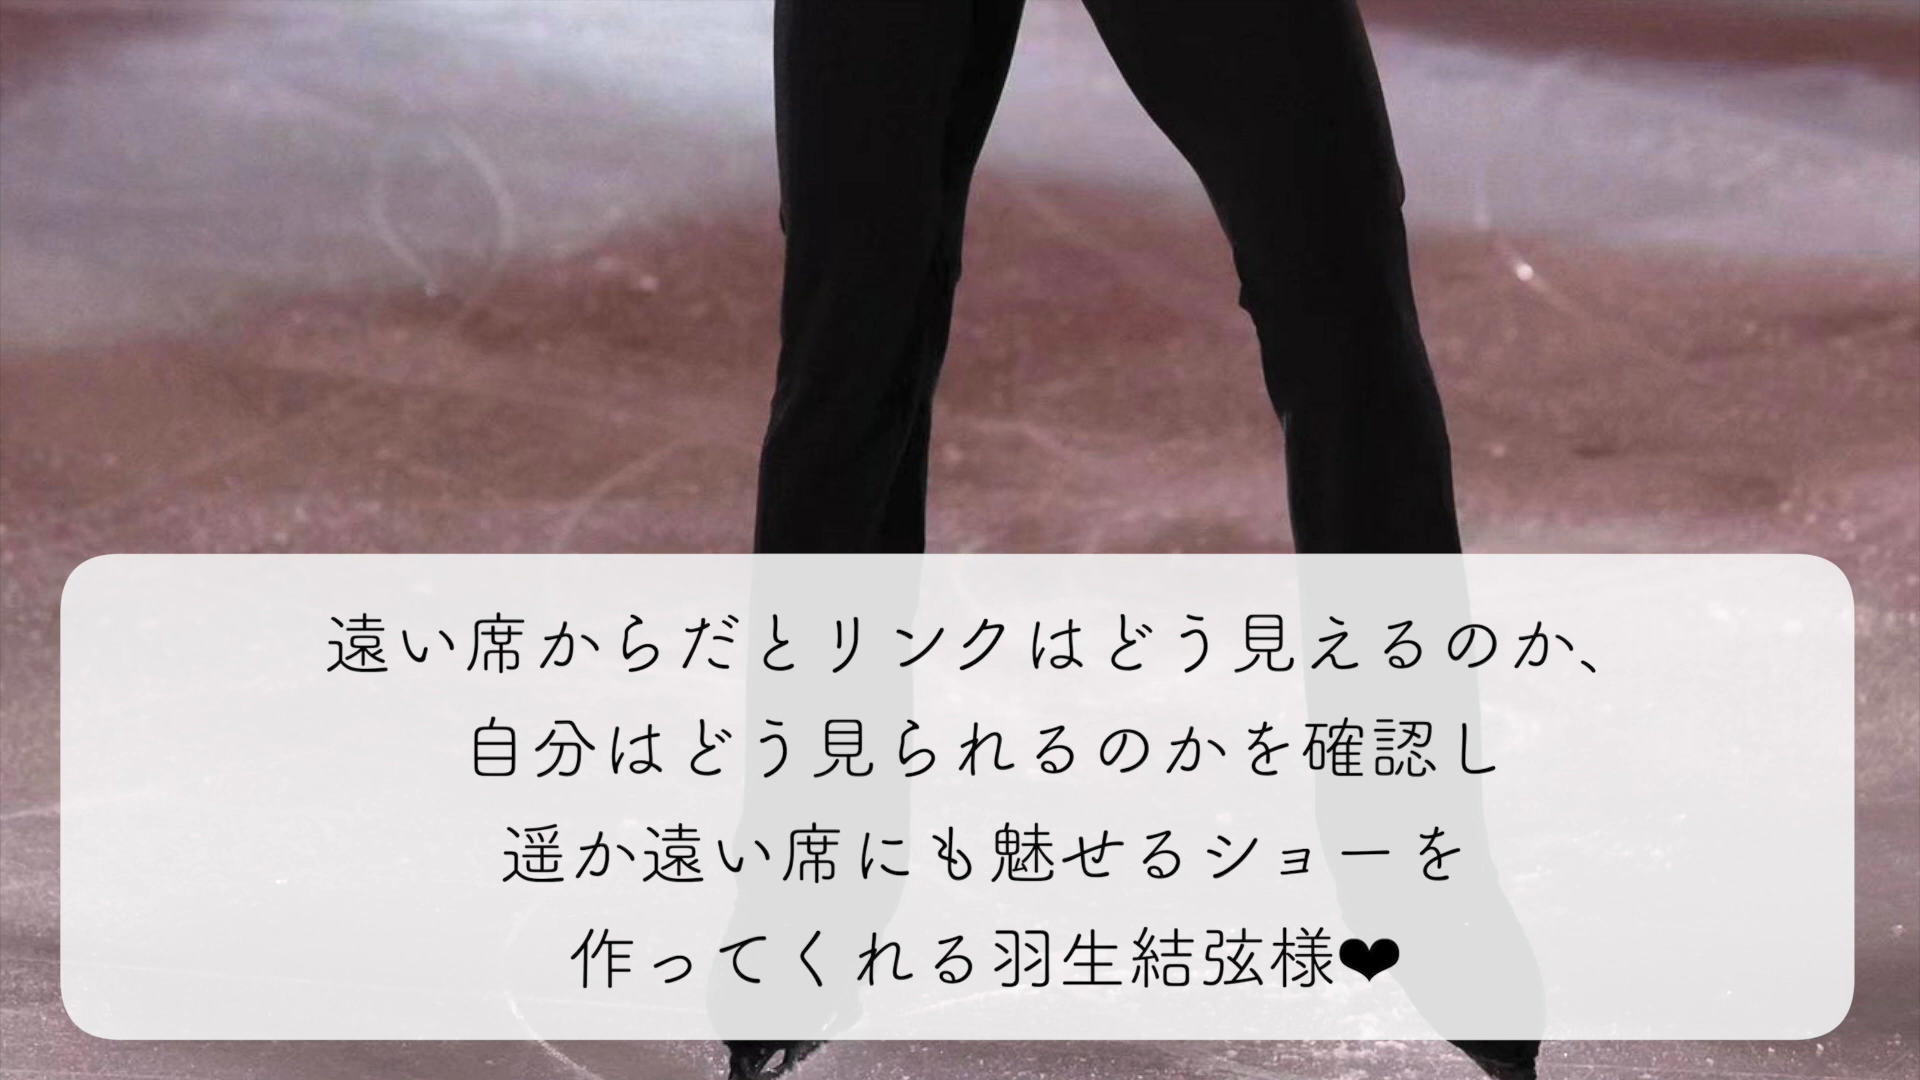 遠い席からだとリンクはどう見えるのか、
自分はどう見られるのかを確認し
遥か遠い席にも魅せるショーを
作ってくれる羽生結弦様❤